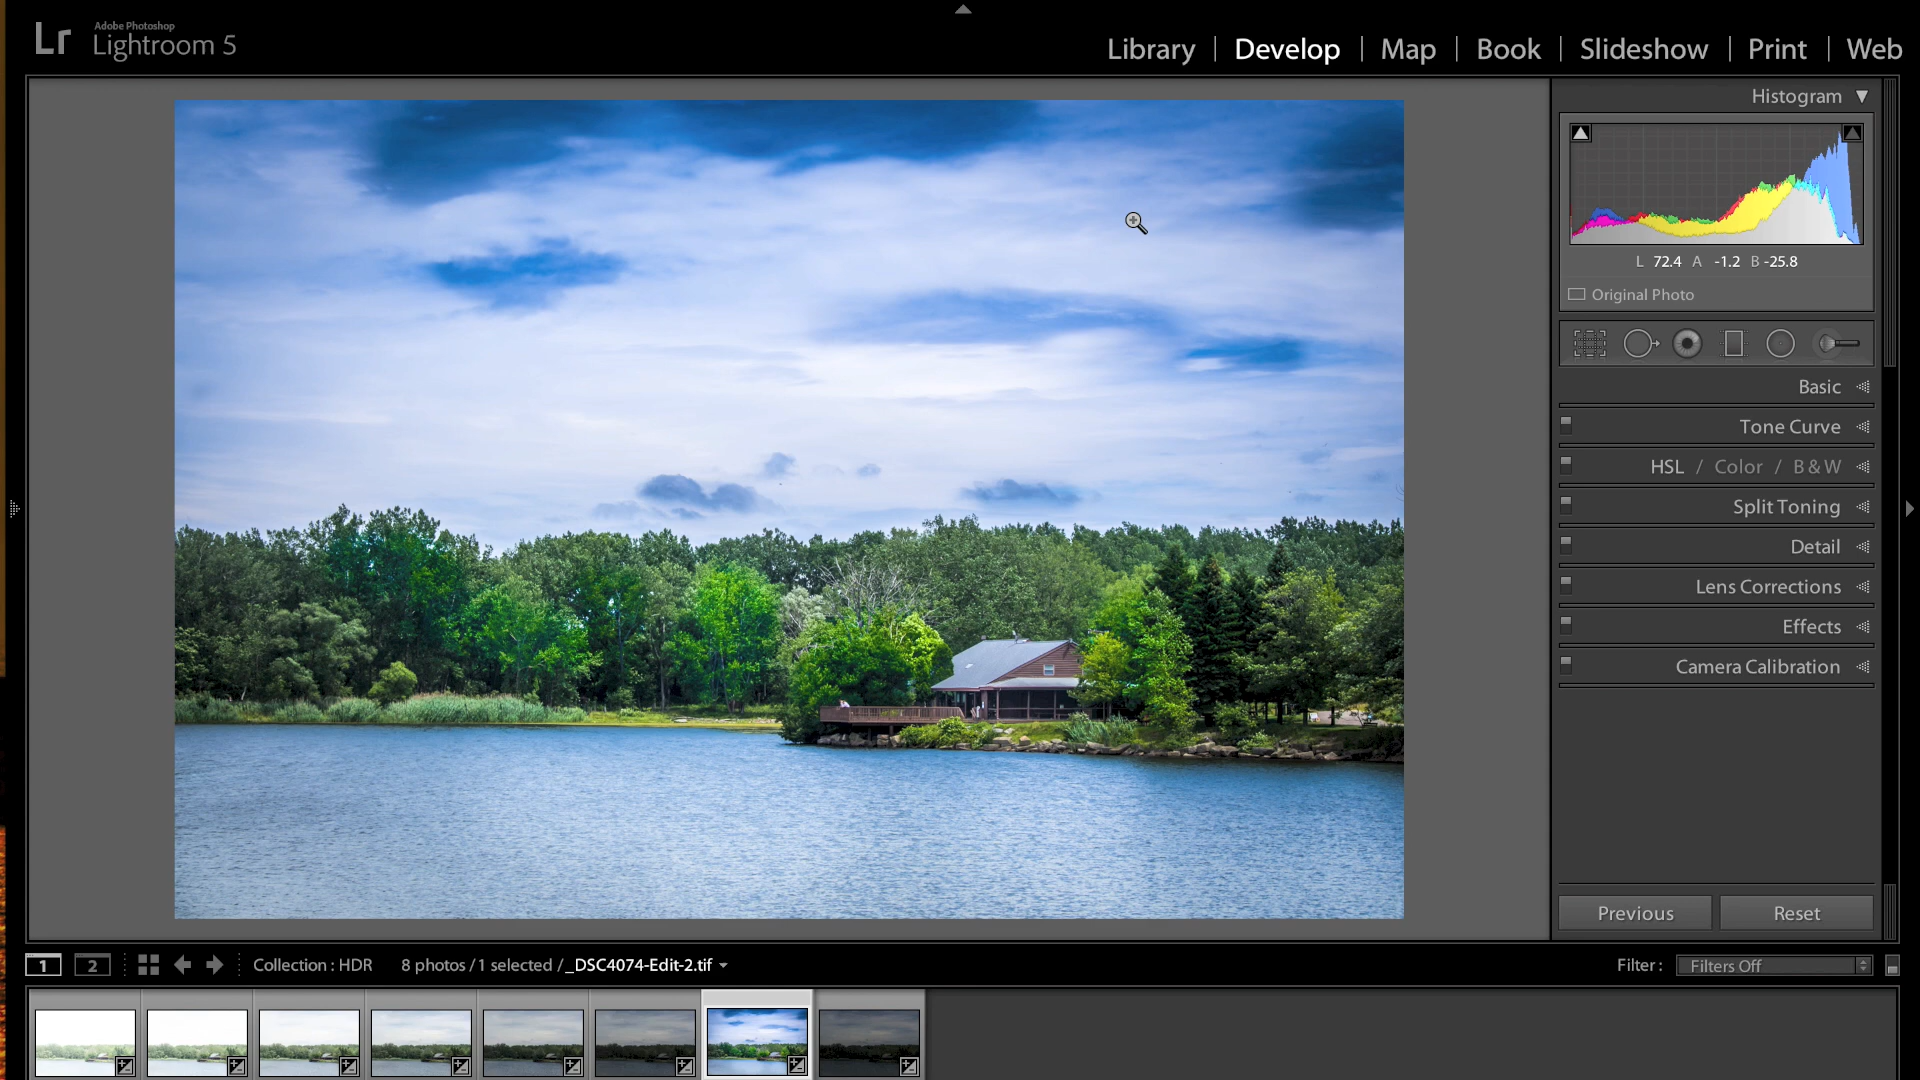 Lr Adobe Photoshop
Lightroom 5
Library | Develop | Map | Book | Slideshow | Print | Web
Histogram
L 72.4 A -1.2 B -25.8
Original Photo
Basic
Tone Curve
HSL / Color / B & W
Split Toning
Detail
Lens Corrections
Effects
Camera Calibration
Previous Reset
1 2 Collection : HDR 8 photos / 1 selected / _DSC4074-Edit-2.tif Filter : Filters Off